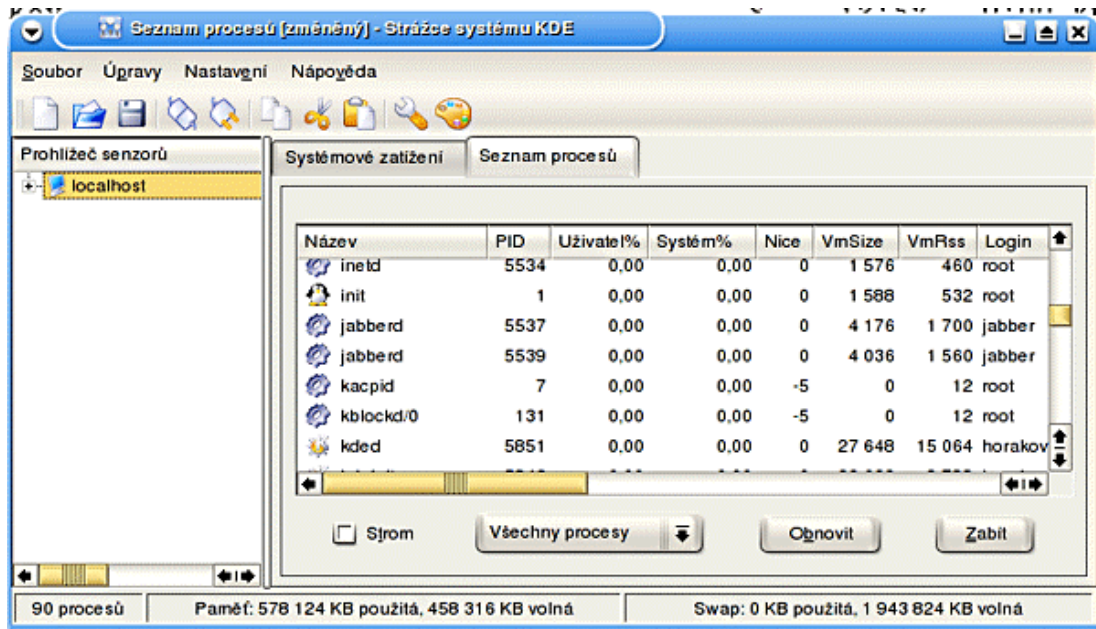 Seznam procesů [změněný] - Strážce systému KDE
Soubor Úpravy Nastavení Nápověda
Prohlížeč senzorů
localhost
Systémové zatížení Seznam procesů
Název PID Uživatel% Systém% Nice VmSize VmRss Login
inetd 5534 0,00 0,00 0 1 576 460 root
init 1 0,00 0,00 0 1 588 532 root
jabberd 5537 0,00 0,00 0 4 176 1 700 jabber
jabberd 5539 0,00 0,00 0 4 036 1 560 jabber
kacpid 7 0,00 0,00 -5 0 12 root
kblockd/0 131 0,00 0,00 -5 0 12 root
kded 5851 0,00 0,00 0 27 648 15 064 horakov
Strom Všechny procesy Obnovit Zabít
90 procesů Paměť: 578 124 KB použitá, 458 316 KB volná Swap: 0 KB použitá, 1 943 824 KB volná